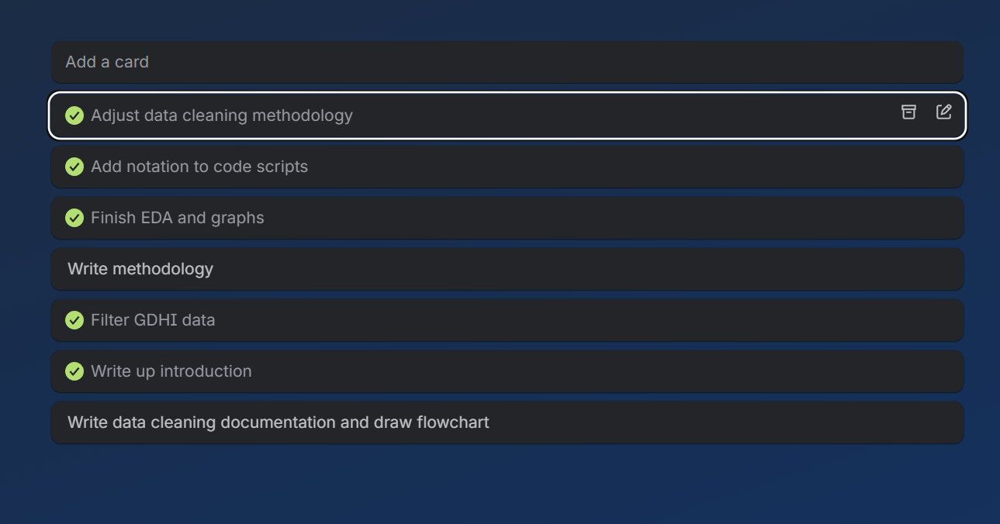 Add a card
Adjust data cleaning methodology
Add notation to code scripts
Finish EDA and graphs
Write methodology
Filter GDHI data
Write up introduction
Write data cleaning documentation and draw flowchart